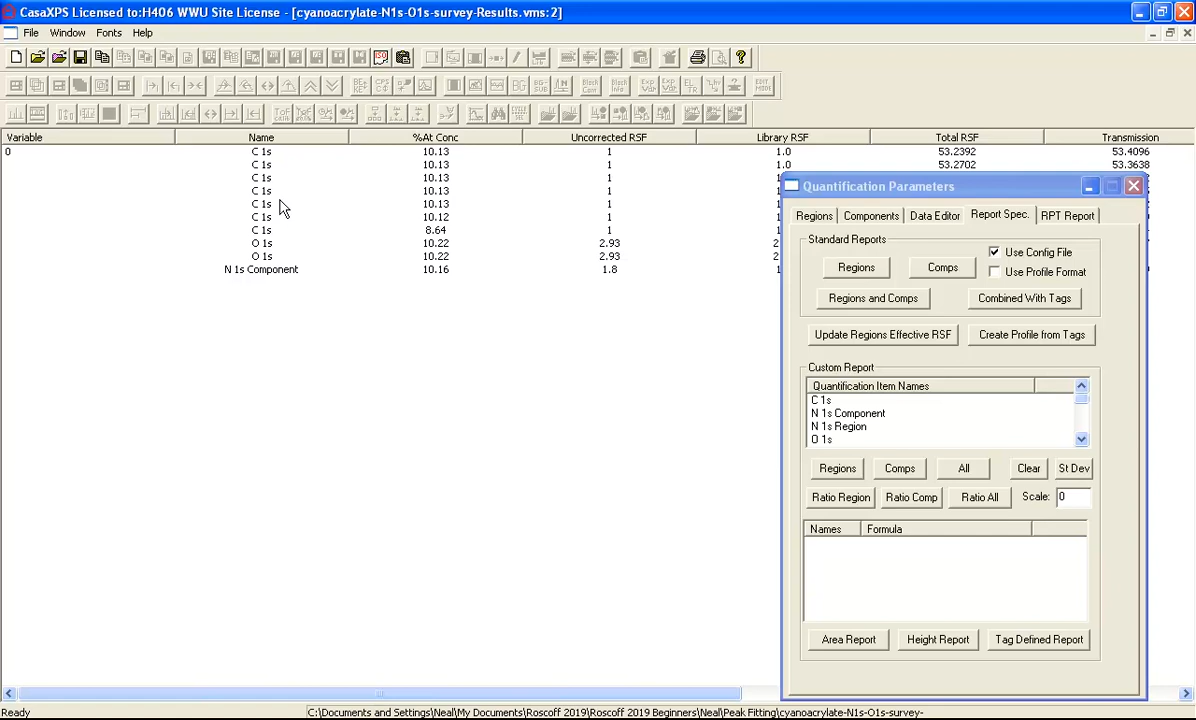 CasaXPS Licensed to:H406 WWU Site License - [cyanoacrylate-N1s-O1s-survey-Results.vms:2]
File Window Fonts Help
Variable Name %At Conc Uncorrected RSF Library RSF Total RSF Transmission
0 C 1s 10.13 1 1.0 53.2392 53.4096
C 1s 10.13 1 1.0 53.2702 53.3638
C 1s 10.13 1
C 1s 10.13 1
C 1s 10.13 1
C 1s 10.12 1
C 1s 8.64 1
O 1s 10.22 2.93 2
O 1s 10.22 2.93 2
N 1s Component 10.16 1.8
Quantification Parameters
Regions Components Data Editor Report Spec. RPT Report
Standard Reports
Use Config File
Regions Comps
Use Profile Format
Regions and Comps Combined With Tags
Update Regions Effective RSF Create Profile from Tags
Custom Report
Quantification Item Names
C 1s
N 1s Component
N 1s Region
O 1s
Regions Comps All Clear St Dev
Ratio Region Ratio Comp Ratio All Scale: 0
Names Formula
Area Report Height Report Tag Defined Report
Ready C:\Documents and Settings\Neal\My Documents\Roscoff 2019\Roscoff 2019 Beginners\Neal\Peak Fitting\cyanoacrylate-N1s-O1s-survey-